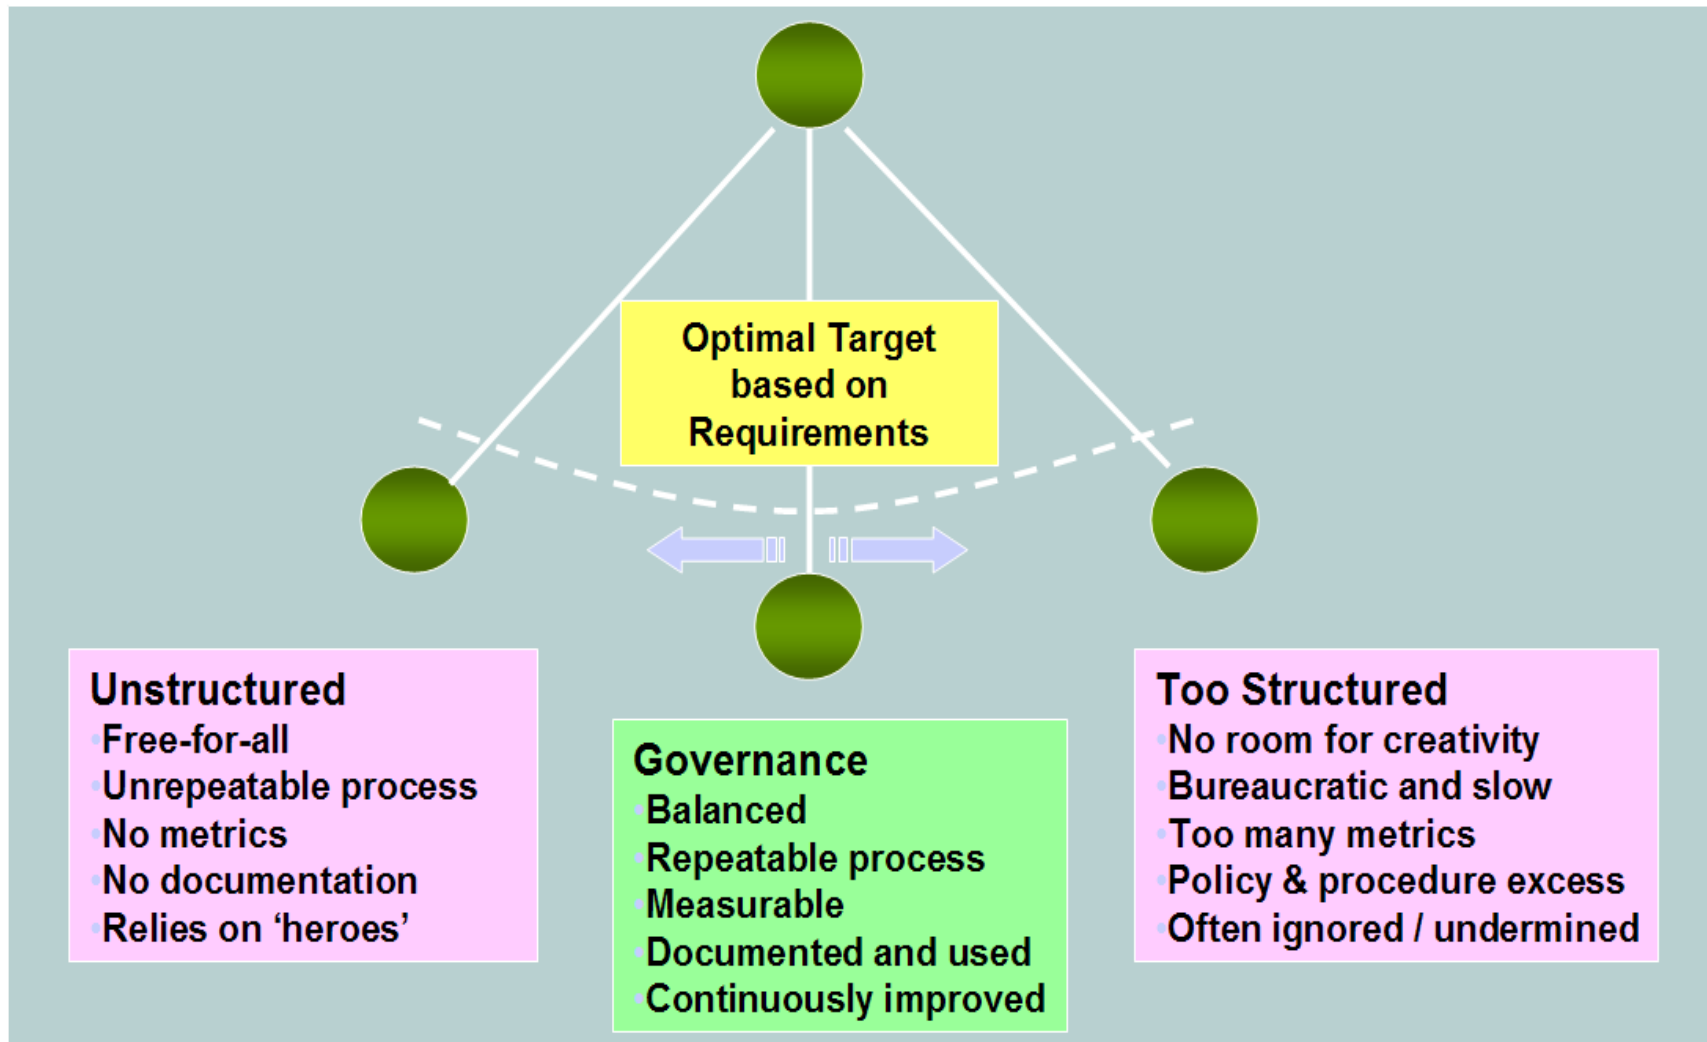 Optimal Target
based on
Requirements
Unstructured
•Free-for-all
•Unrepeatable process
•No metrics
•No documentation
•Relies on ‘heroes’
Governance
•Balanced
•Repeatable process
•Measurable
•Documented and used
•Continuously improved
Too Structured
•No room for creativity
•Bureaucratic and slow
•Too many metrics
•Policy & procedure excess
•Often ignored / undermined